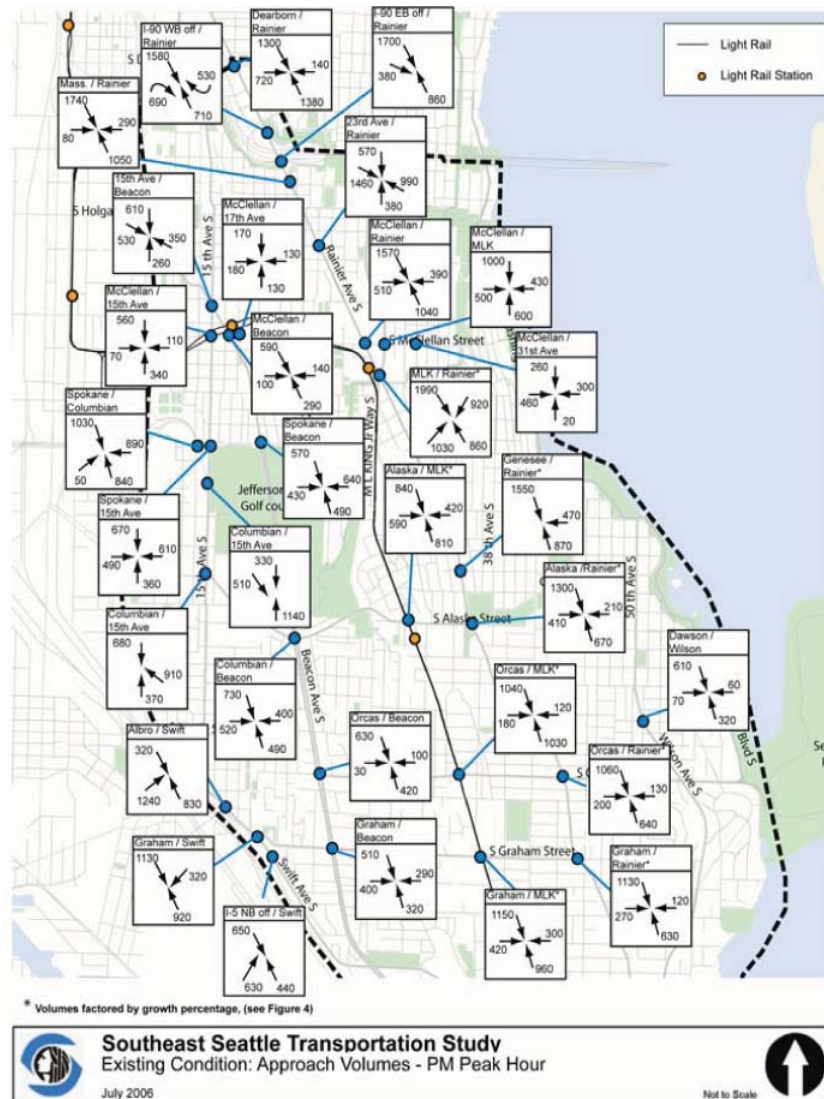 I-90 WB off /
Rainier
1580
530
690
710
Dearborn /
Rainier
1300
140
720
1380
I-90 EB off /
Rainier
1700
380
860
Light Rail
Light Rail Station
Mass. / Rainier
1740
290
80
1050
23rd Ave /
Rainier
570
1460
990
380
15th Ave /
Beacon
610
350
530
260
S Holga
15 th Ave S
McClellan /
17th Ave
170
130
180
130
Rainier Ave S
McClellan /
Rainier
1570
390
510
1040
McClellan /
MLK
1000
430
500
600
McClellan /
15th Ave
560
110
70
340
McClellan /
Beacon
590
140
100
290
S McClellan Street
McClellan /
31st Ave
260
300
460
20
Spokane /
Columbian
1030
890
50
840
Spokane /
Beacon
570
640
430
490
M L KING Jr Way S
MLK / Rainier*
1990
920
1030
860
Jefferson
Golf cou
Alaska / MLK*
840
420
590
810
Genesee /
Rainier*
1550
470
870
38th Ave S
Spokane /
15th Ave
670
610
490
360
Columbian /
15th Ave
330
510
1140
Alaska /Rainier*
1300
210
410
670
50 th Ave S
S Alaska Street
Columbian /
15th Ave
680
910
370
Beacon Ave S
Columbian /
Beacon
730
400
520
490
Dawson /
Wilson
610
60
70
320
Orcas / MLK*
1040
120
180
1030
Albro / Swift
320
1240
830
Orcas / Beacon
630
100
30
420
Wilson Ave S
Blvd S
Orcas / Rainier*
1060
130
200
640
Graham / Swift
1130
320
920
Graham /
Beacon
510
290
400
320
S Graham Street
Graham /
Rainier*
1130
120
270
630
Swift Ave S
I-5 NB off / Swift
650
630
440
Graham / MLK*
1150
300
420
960
* Volumes factored by growth percentage, (see Figure 4)
Southeast Seattle Transportation Study
Existing Condition: Approach Volumes - PM Peak Hour
July 2006
Not to Scale